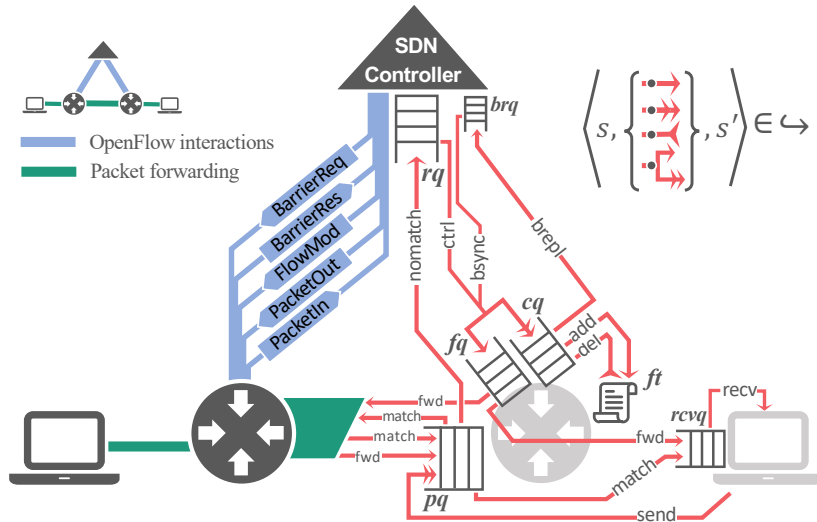 SDN
Controller
brq
rq
OpenFlow interactions
Packet forwarding
⟨ s, { } , s′ ⟩ ∈ ↪
BarrierReq
BarrierRes
FlowMod
PacketOut
PacketIn
nomatch
ctrl
bsync
brepl
cq
fq
add
del
ft
fwd
match
match
fwd
pq
rcvq
recv
fwd
match
send